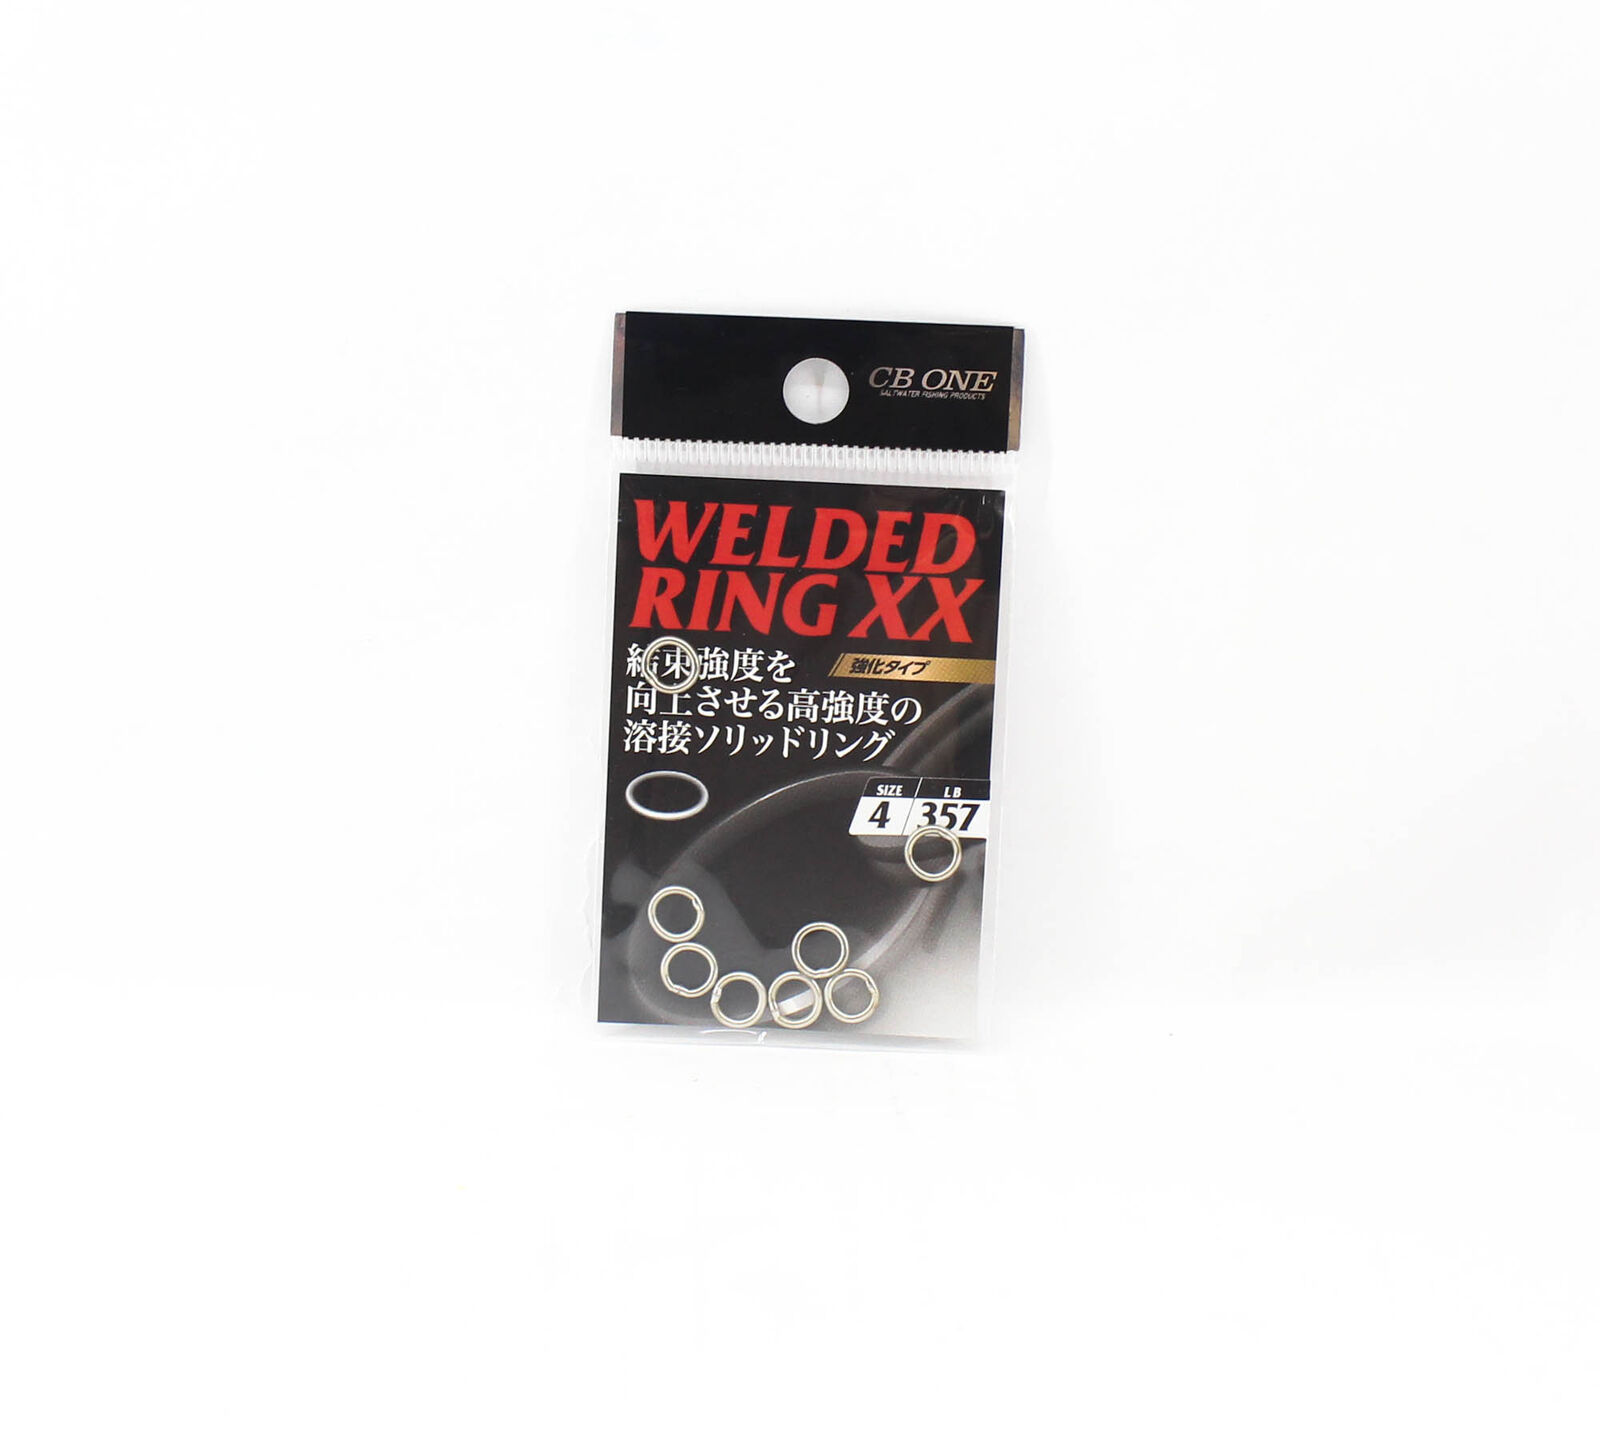 CB ONE
SALTWATER FISHING PRODUCTS
WELDED
RING XX
結束強度を
強化タイプ
向上させる高強度の
溶接ソリッドリング
SIZE LB
4 357